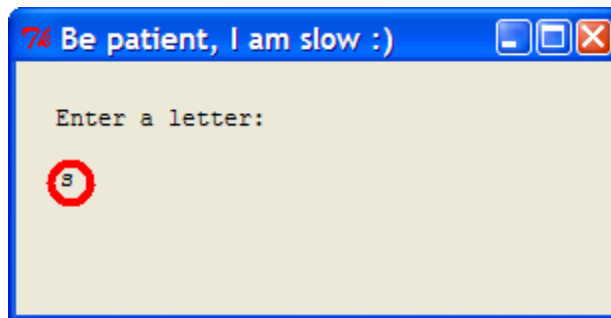 Be patient, I am slow :)
Enter a letter:
s